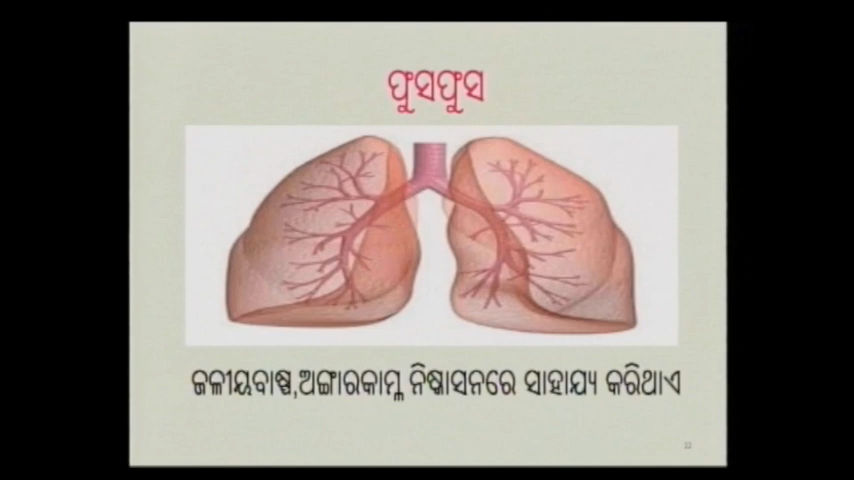 ଫୁସଫୁସ
ଜଳୀୟବାଷ୍ପ,ଅଙ୍ଗାରକାମ୍ଳ ନିଷ୍କାସନରେ ସାହାଯ୍ୟ କରିଥାଏ